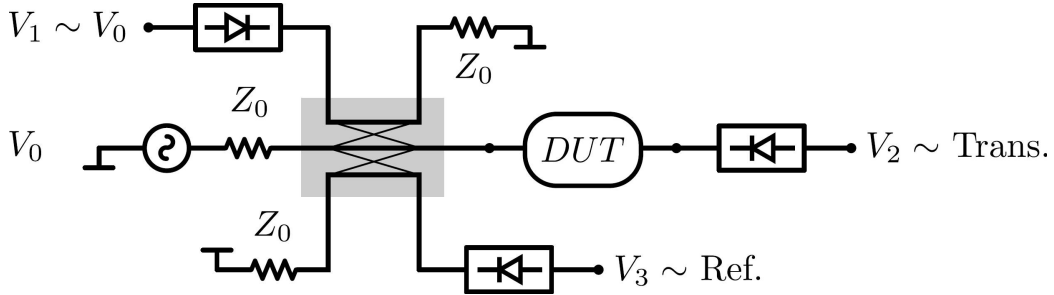 V₁ ~ V₀
Z₀
Z₀
V₀
DUT
V₂ ~ Trans.
Z₀
V₃ ~ Ref.